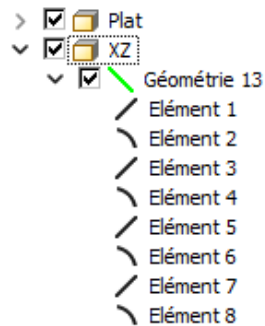 Plat
XZ
Géométrie 13
Elément 1
Elément 2
Elément 3
Elément 4
Elément 5
Elément 6
Elément 7
Elément 8